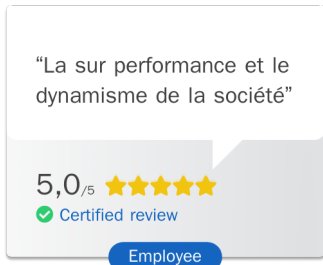 “La sur performance et le
dynamisme de la société”
5,0/5
Certified review
Employee